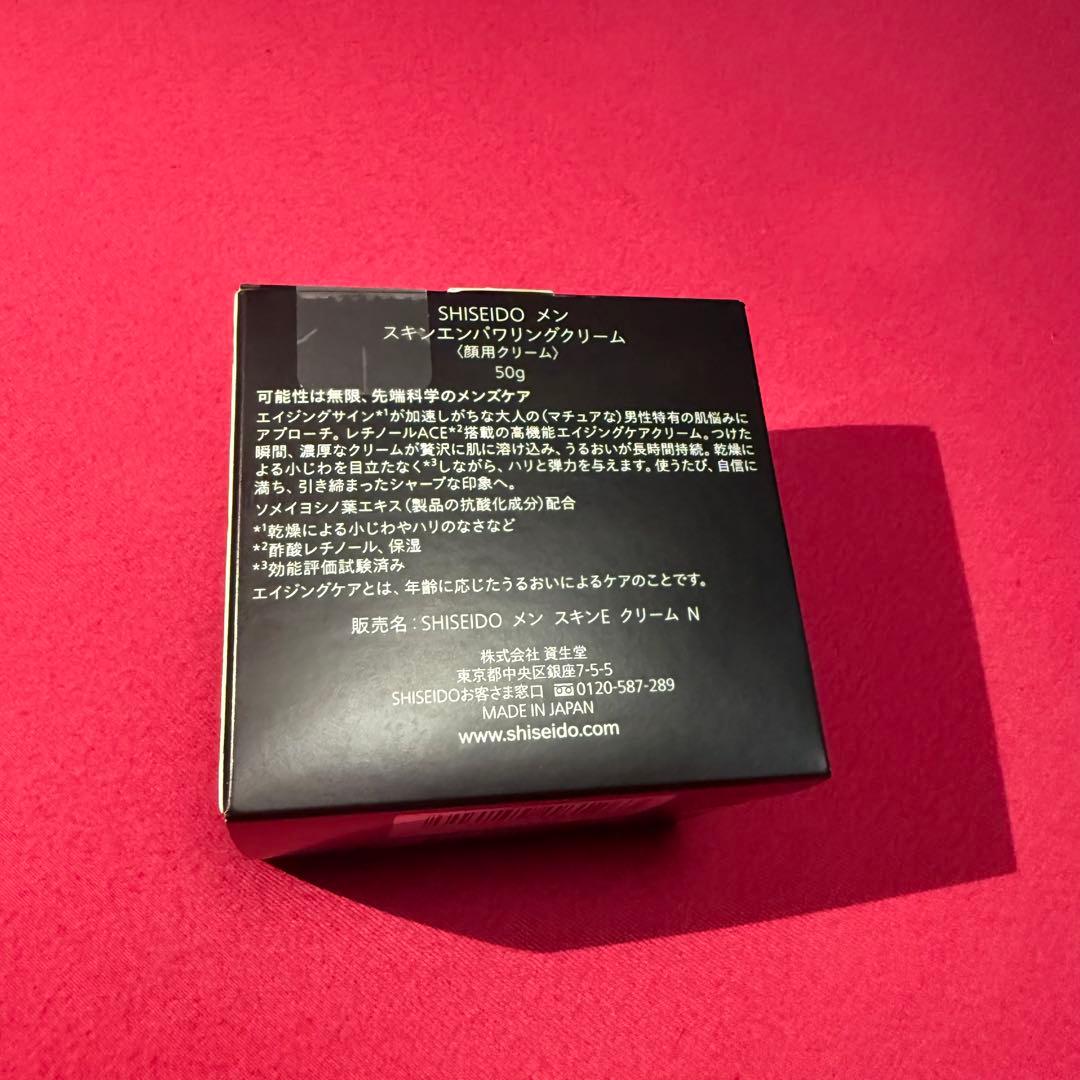 SHISEIDO メン
スキンエンパワリングクリーム
〈顔用クリーム〉
50g
可能性は無限、先端科学のメンズケア
エイジングサイン*1が加速しがちな大人の(マチュアな)男性特有の肌悩みに
アプローチ。レチノールACE*2搭載の高機能エイジングケアクリーム。つけた
瞬間、濃厚なクリームが贅沢に肌に溶け込み、うるおいが長時間持続。乾燥に
よる小じわを目立たなく*3しながら、ハリと弾力を与えます。使うたび、自信に
満ち、引き締まったシャープな印象へ。
ソメイヨシノ葉エキス(製品の抗酸化成分)配合
*1乾燥による小じわやハリのなさなど
*2酢酸レチノール、保湿
*3効能評価試験済み
エイジングケアとは、年齢に応じたうるおいによるケアのことです。
販売名:SHISEIDO メン スキンE クリーム N
株式会社 資生堂
東京都中央区銀座7-5-5
SHISEIDOお客さま窓口 0120-587-289
MADE IN JAPAN
www.shiseido.com